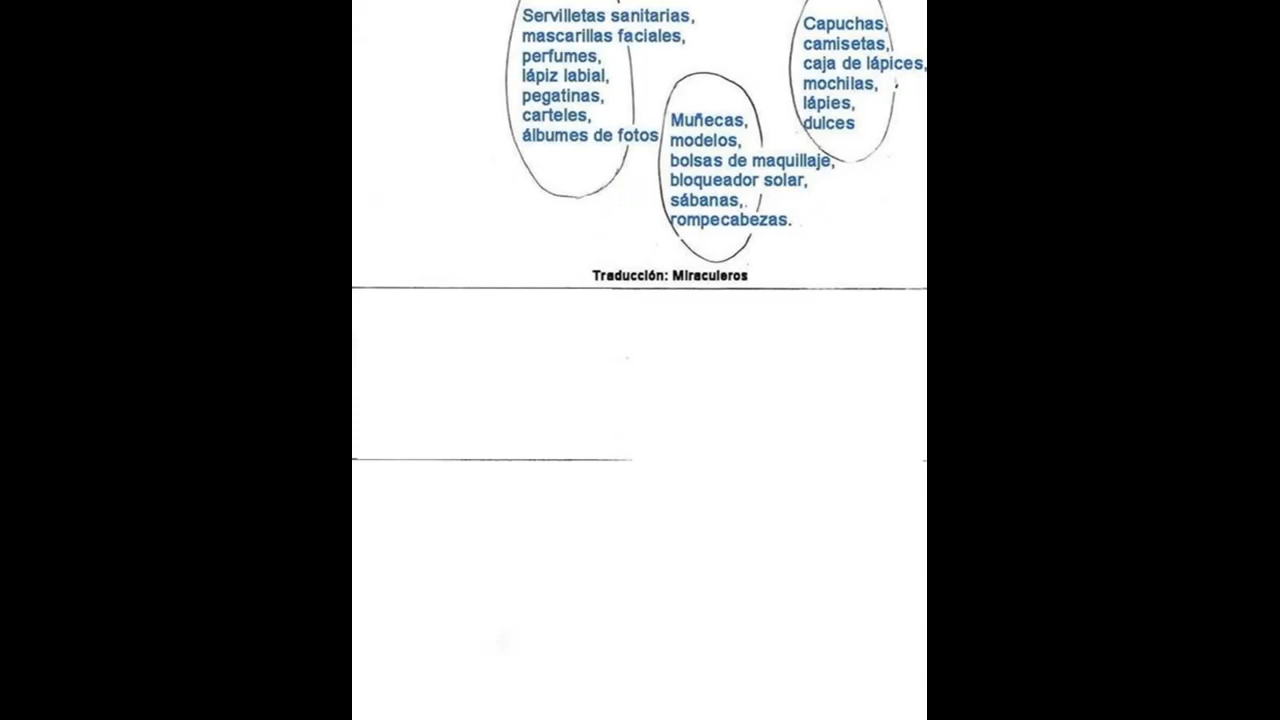 Servilletas sanitarias,
mascarillas faciales,
perfumes,
lápiz labial,
pegatinas,
carteles,
álbumes de fotos
Muñecas,
modelos,
bolsas de maquillaje,
bloqueador solar,
sábanas,
rompecabezas.
Capuchas,
camisetas,
caja de lápices,
mochilas,
lápies,
dulces
Traducción: Miraculeros